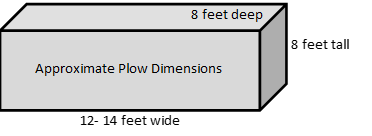 8 feet deep
8 feet tall
Approximate Plow Dimensions
12- 14 feet wide